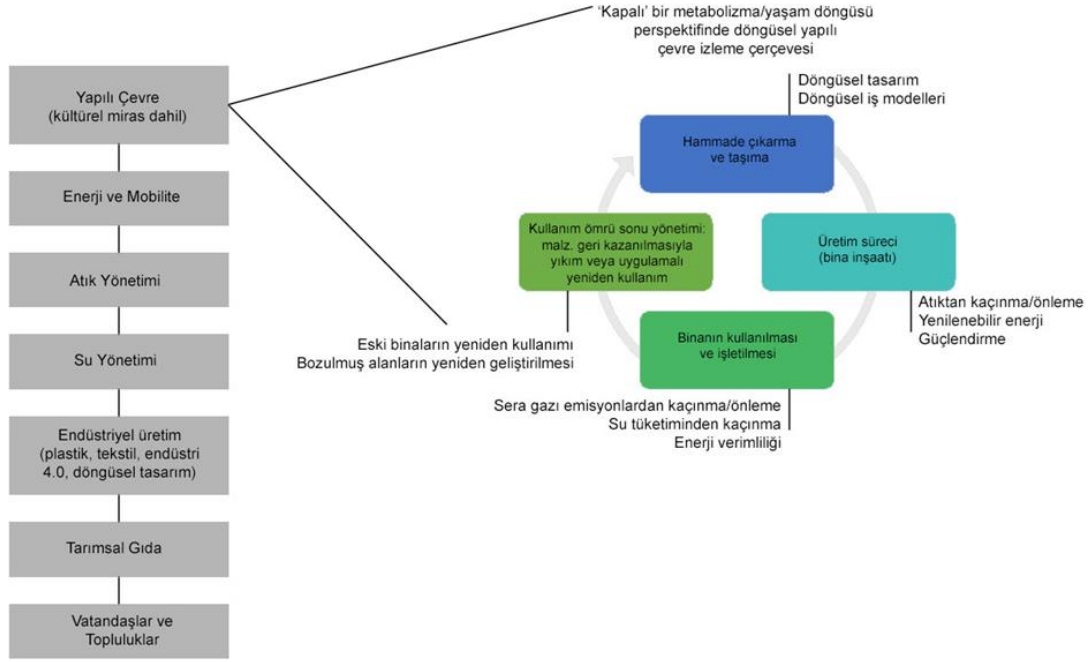 'Kapalı' bir metabolizma/yaşam döngüsü
perspektifinde döngüsel yapılı
çevre izleme çerçevesi
Yapılı Çevre
(kültürel miras dahil)
Enerji ve Mobilite
Atık Yönetimi
Su Yönetimi
Endüstriyel üretim
(plastik, tekstil, endüstri
4.0, döngüsel tasarım)
Tarımsal Gıda
Vatandaşlar ve
Topluluklar
Döngüsel tasarım
Döngüsel iş modelleri
Hammade çıkarma
ve taşıma
Üretim süreci
(bina inşaatı)
Atıktan kaçınma/önleme
Yenilenebilir enerji
Güçlendirme
Binanın kullanılması
ve işletilmesi
Sera gazı emisyonlardan kaçınma/önleme
Su tüketiminden kaçınma
Enerji verimliliği
Kullanım ömrü sonu yönetimi:
malz. geri kazanılmasıyla
yıkım veya uygulamalı
yeniden kullanım
Eski binaların yeniden kullanımı
Bozulmuş alanların yeniden geliştirilmesi